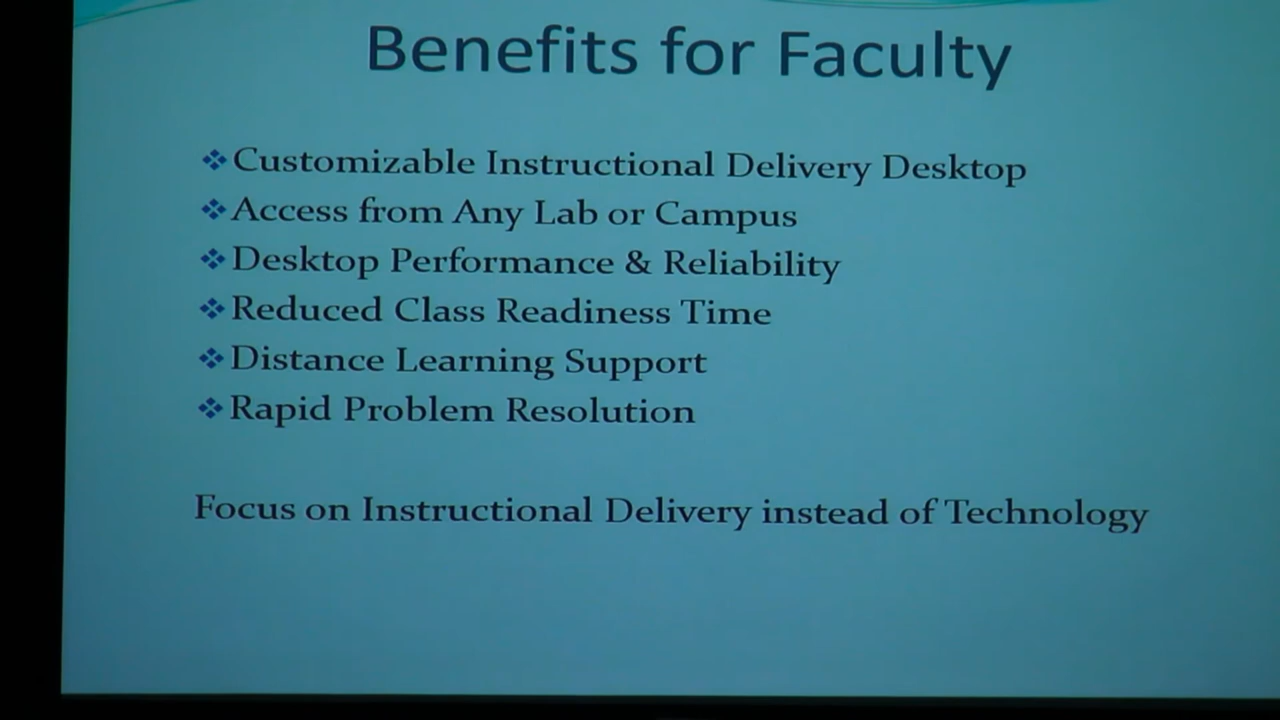 Benefits for Faculty
❖Customizable Instructional Delivery Desktop
❖Access from Any Lab or Campus
❖Desktop Performance & Reliability
❖Reduced Class Readiness Time
❖Distance Learning Support
❖Rapid Problem Resolution
Focus on Instructional Delivery instead of Technology